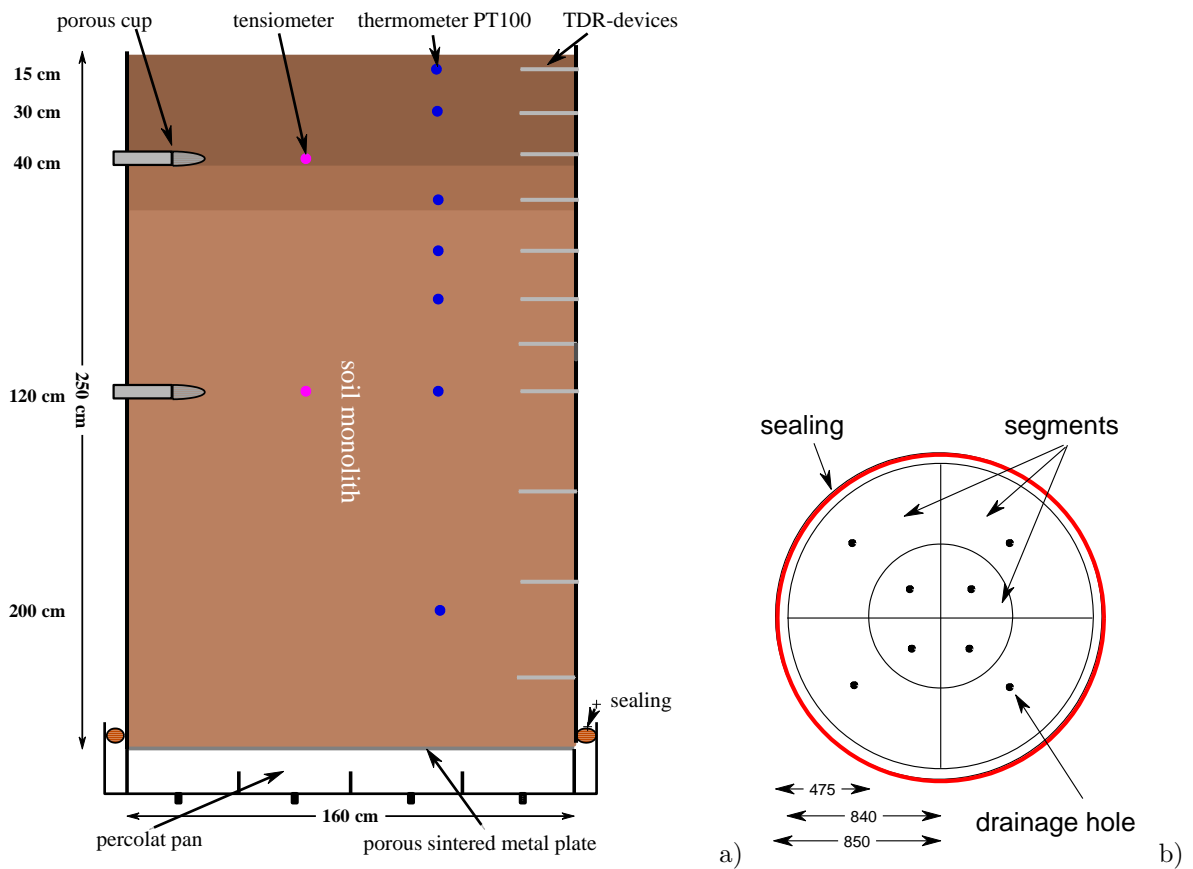 porous cup
tensiometer
thermometer PT100
TDR-devices
15 cm
30 cm
40 cm
120 cm
200 cm
250 cm
soil monolith
sealing
160 cm
percolat pan
porous sintered metal plate
a)
sealing
segments
475
840
850
drainage hole
b)